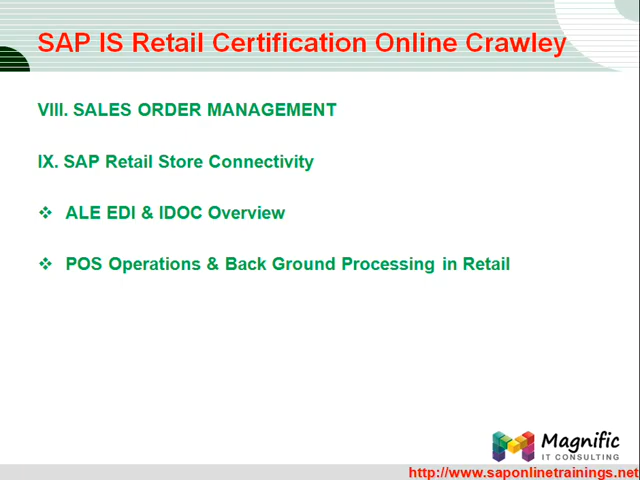 SAP IS Retail Certification Online Crawley
VIII. SALES ORDER MANAGEMENT
IX. SAP Retail Store Connectivity
❖ ALE EDI & IDOC Overview
❖ POS Operations & Back Ground Processing in Retail
Magnific
IT CONSULTING
http://www.saponlinetrainings.net